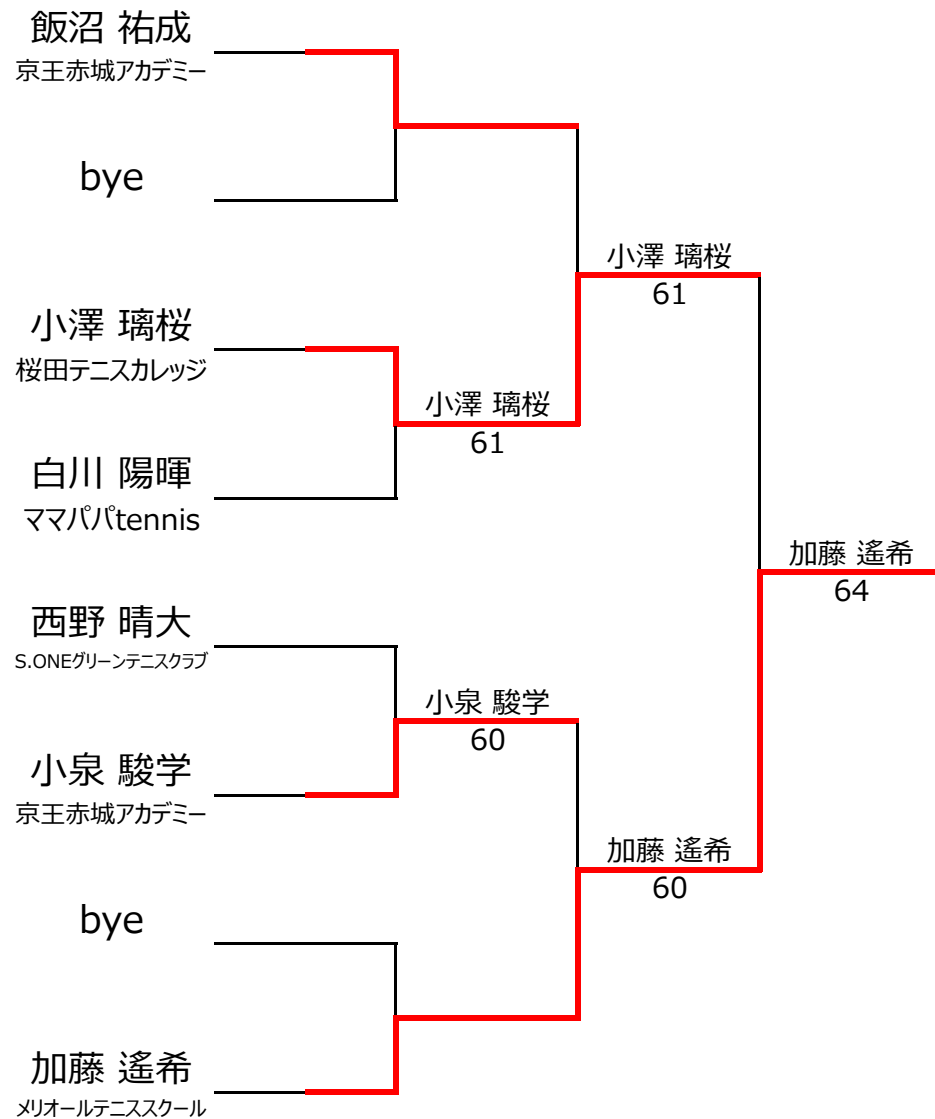 飯沼 祐成
京王赤城アカデミー
bye
小澤 璃桜
61
小澤 璃桜
桜田テニスカレッジ
小澤 璃桜
61
白川 陽暉
ママパパtennis
加藤 遙希
64
西野 晴大
S.ONEグリーンテニスクラブ
小泉 駿学
60
小泉 駿学
京王赤城アカデミー
加藤 遙希
60
bye
加藤 遙希
メリオールテニススクール